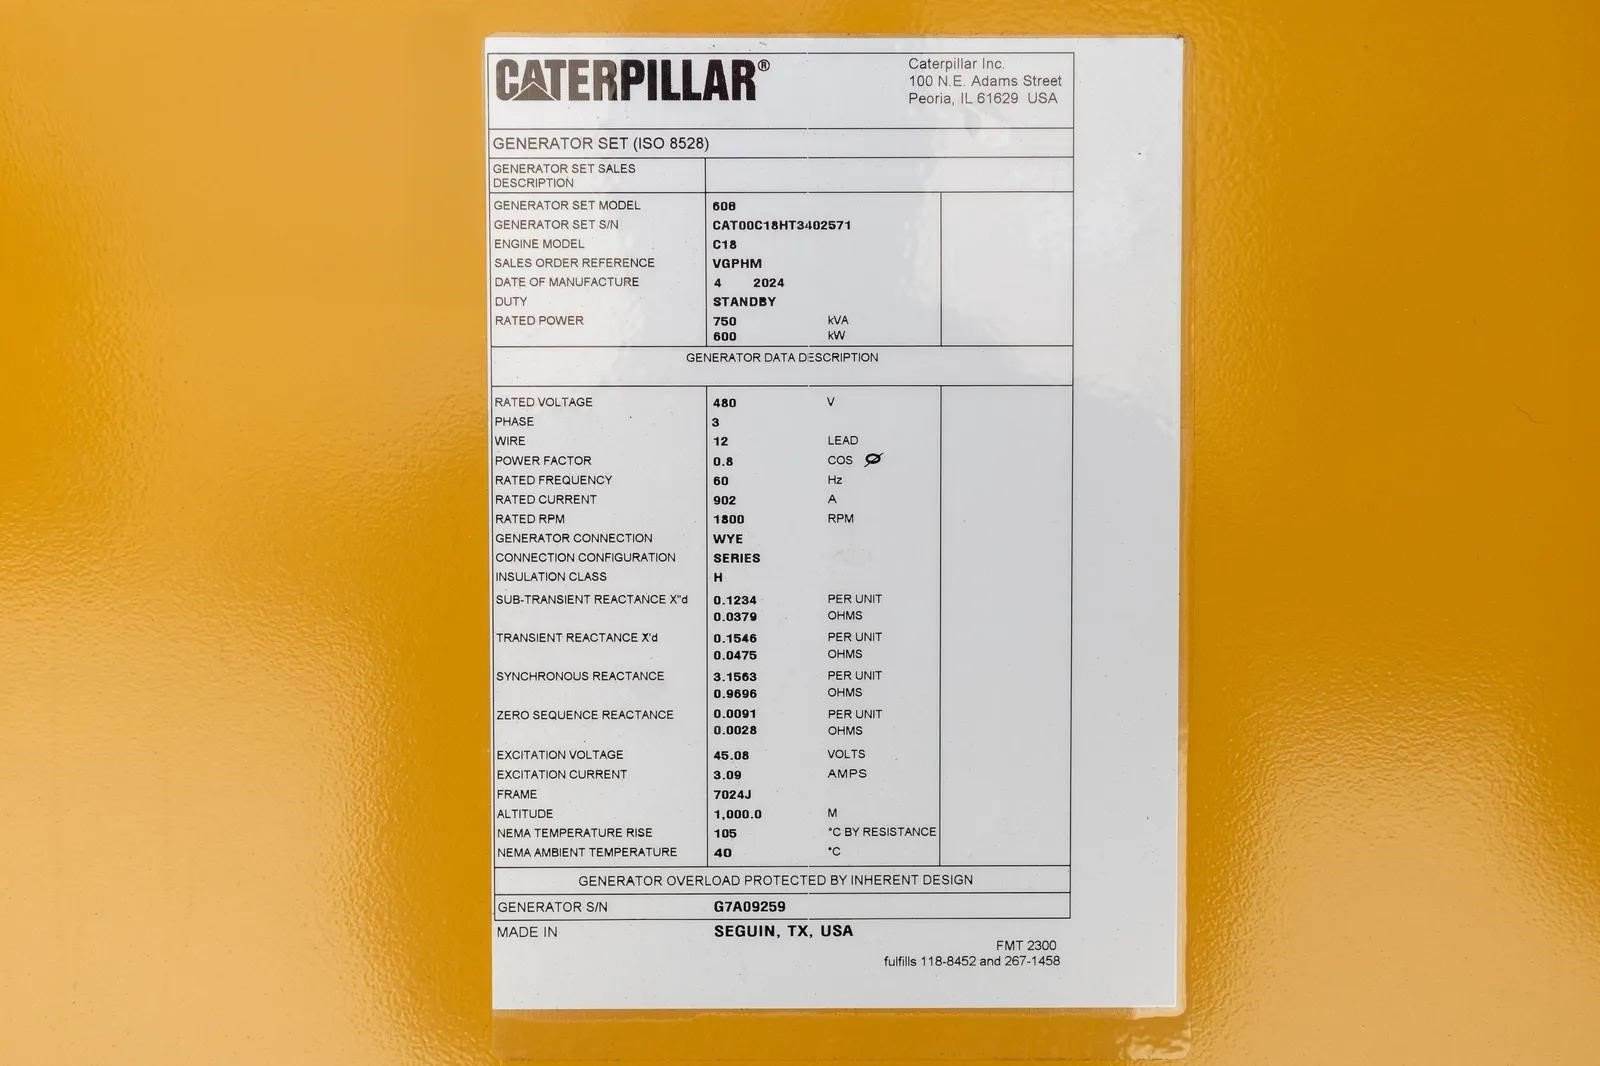 CATERPILLAR®
Caterpillar Inc.
100 N.E. Adams Street
Peoria, IL 61629 USA
GENERATOR SET (ISO 8528)
GENERATOR SET SALES
DESCRIPTION
GENERATOR SET MODEL 608
GENERATOR SET S/N CAT00C18HT3402571
ENGINE MODEL C18
SALES ORDER REFERENCE VGPHM
DATE OF MANUFACTURE 4 2024
DUTY STANDBY
RATED POWER 750 kVA
600 kW
GENERATOR DATA DESCRIPTION
RATED VOLTAGE 480 V
PHASE 3
WIRE 12 LEAD
POWER FACTOR 0.8 COS Ø
RATED FREQUENCY 60 Hz
RATED CURRENT 902 A
RATED RPM 1800 RPM
GENERATOR CONNECTION WYE
CONNECTION CONFIGURATION SERIES
INSULATION CLASS H
SUB-TRANSIENT REACTANCE X"d 0.1234 PER UNIT
0.0379 OHMS
TRANSIENT REACTANCE X'd 0.1546 PER UNIT
0.0475 OHMS
SYNCHRONOUS REACTANCE 3.1563 PER UNIT
0.9696 OHMS
ZERO SEQUENCE REACTANCE 0.0091 PER UNIT
0.0028 OHMS
EXCITATION VOLTAGE 45.08 VOLTS
EXCITATION CURRENT 3.09 AMPS
FRAME 7024J
ALTITUDE 1,000.0 M
NEMA TEMPERATURE RISE 105 °C BY RESISTANCE
NEMA AMBIENT TEMPERATURE 40 °C
GENERATOR OVERLOAD PROTECTED BY INHERENT DESIGN
GENERATOR S/N G7A09259
MADE IN SEGUIN, TX, USA
FMT 2300
fulfills 118-8452 and 267-1458